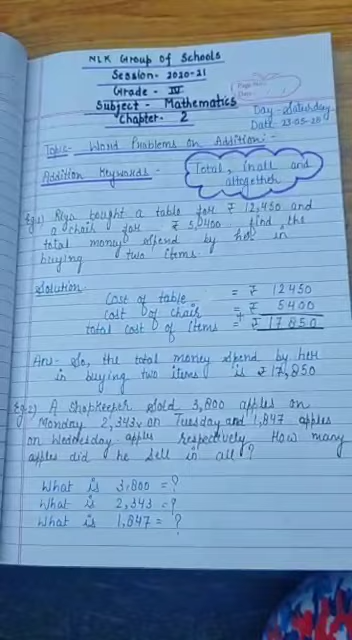 NLK Group of Schools
Session- 2020-21
Grade- IV
Subject - Mathematics
Chapter- 2
Day - Saturday
Date- 23-05-20
Topic- Word Problems on Addition:-
Addition Keywords -
Total, inall and
altogether
Eg:1) Riya bought a table for ₹ 12,450 and
a chair for ₹ 5,400 find the
total money spend by her in
buying two items.
Solution
Cost of table = ₹ 12450
cost of chair = ₹ 5400
total cost of items = + ₹ 17850
Ans- So, the total money spend by her
in buying two items is ₹ 17,850
Eg:2) A Shopkeeper sold 3,800 apples on
Monday 2,343 on Tuesday and 1,847 apples
on Wednesday apples respectively How many
apples did he sell in all?
What is 3,800 = ?
What is 2,343 = ?
What is 1,847 = ?